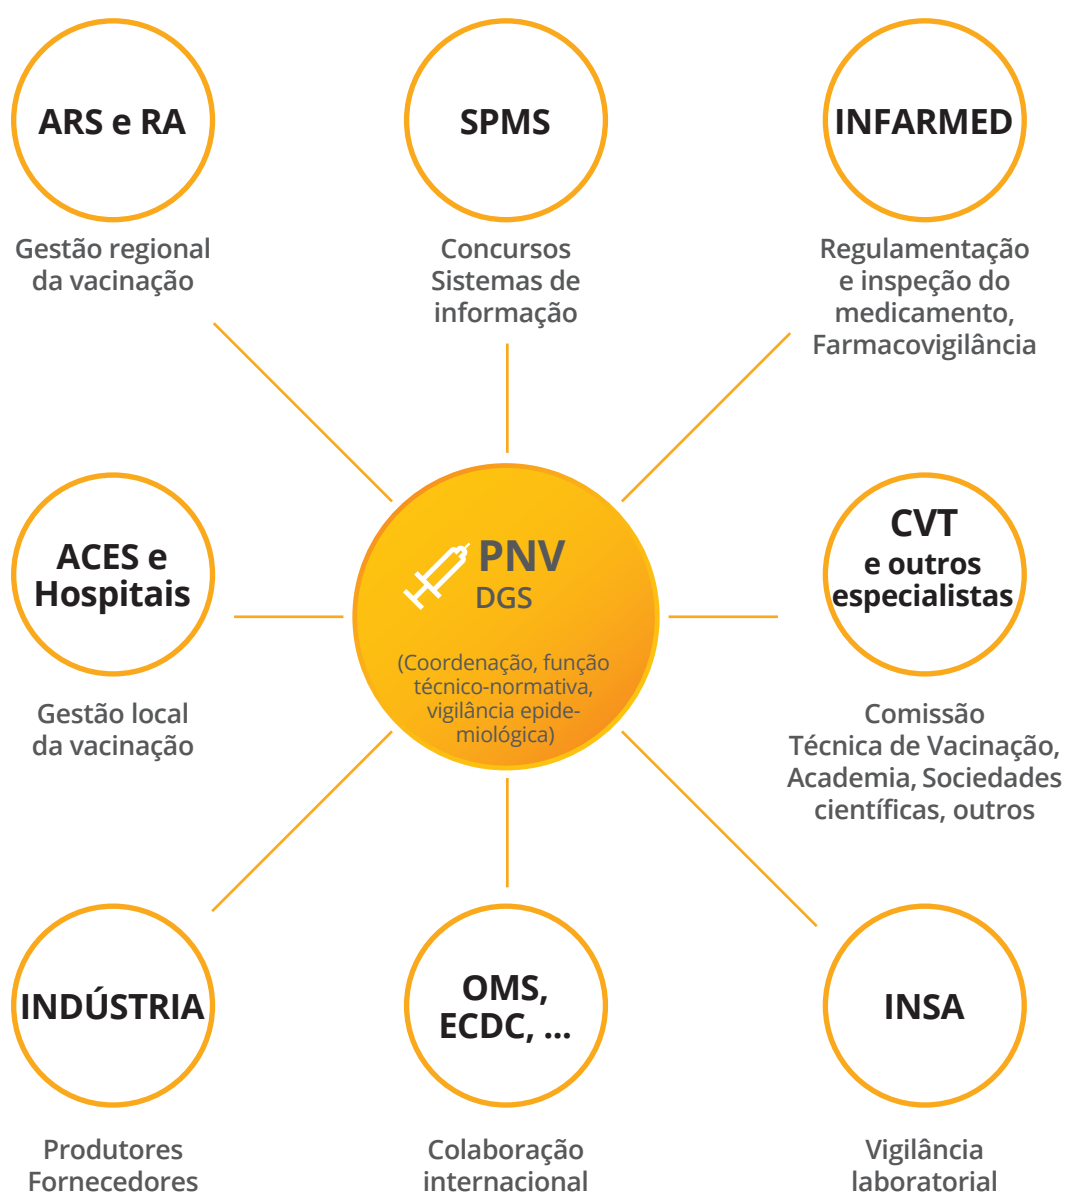 ARS e RA
Gestão regional
da vacinação
SPMS
Concursos
Sistemas de
informação
INFARMED
Regulamentação
e inspeção do
medicamento,
Farmacovigilância
ACES e
Hospitais
Gestão local
da vacinação
PNV
DGS
(Coordenação, função
técnico-normativa,
vigilância epide-
miológica)
CVT
e outros
especialistas
Comissão
Técnica de Vacinação,
Academia, Sociedades
científicas, outros
INDÚSTRIA
Produtores
Fornecedores
OMS,
ECDC, ...
Colaboração
internacional
INSA
Vigilância
laboratorial